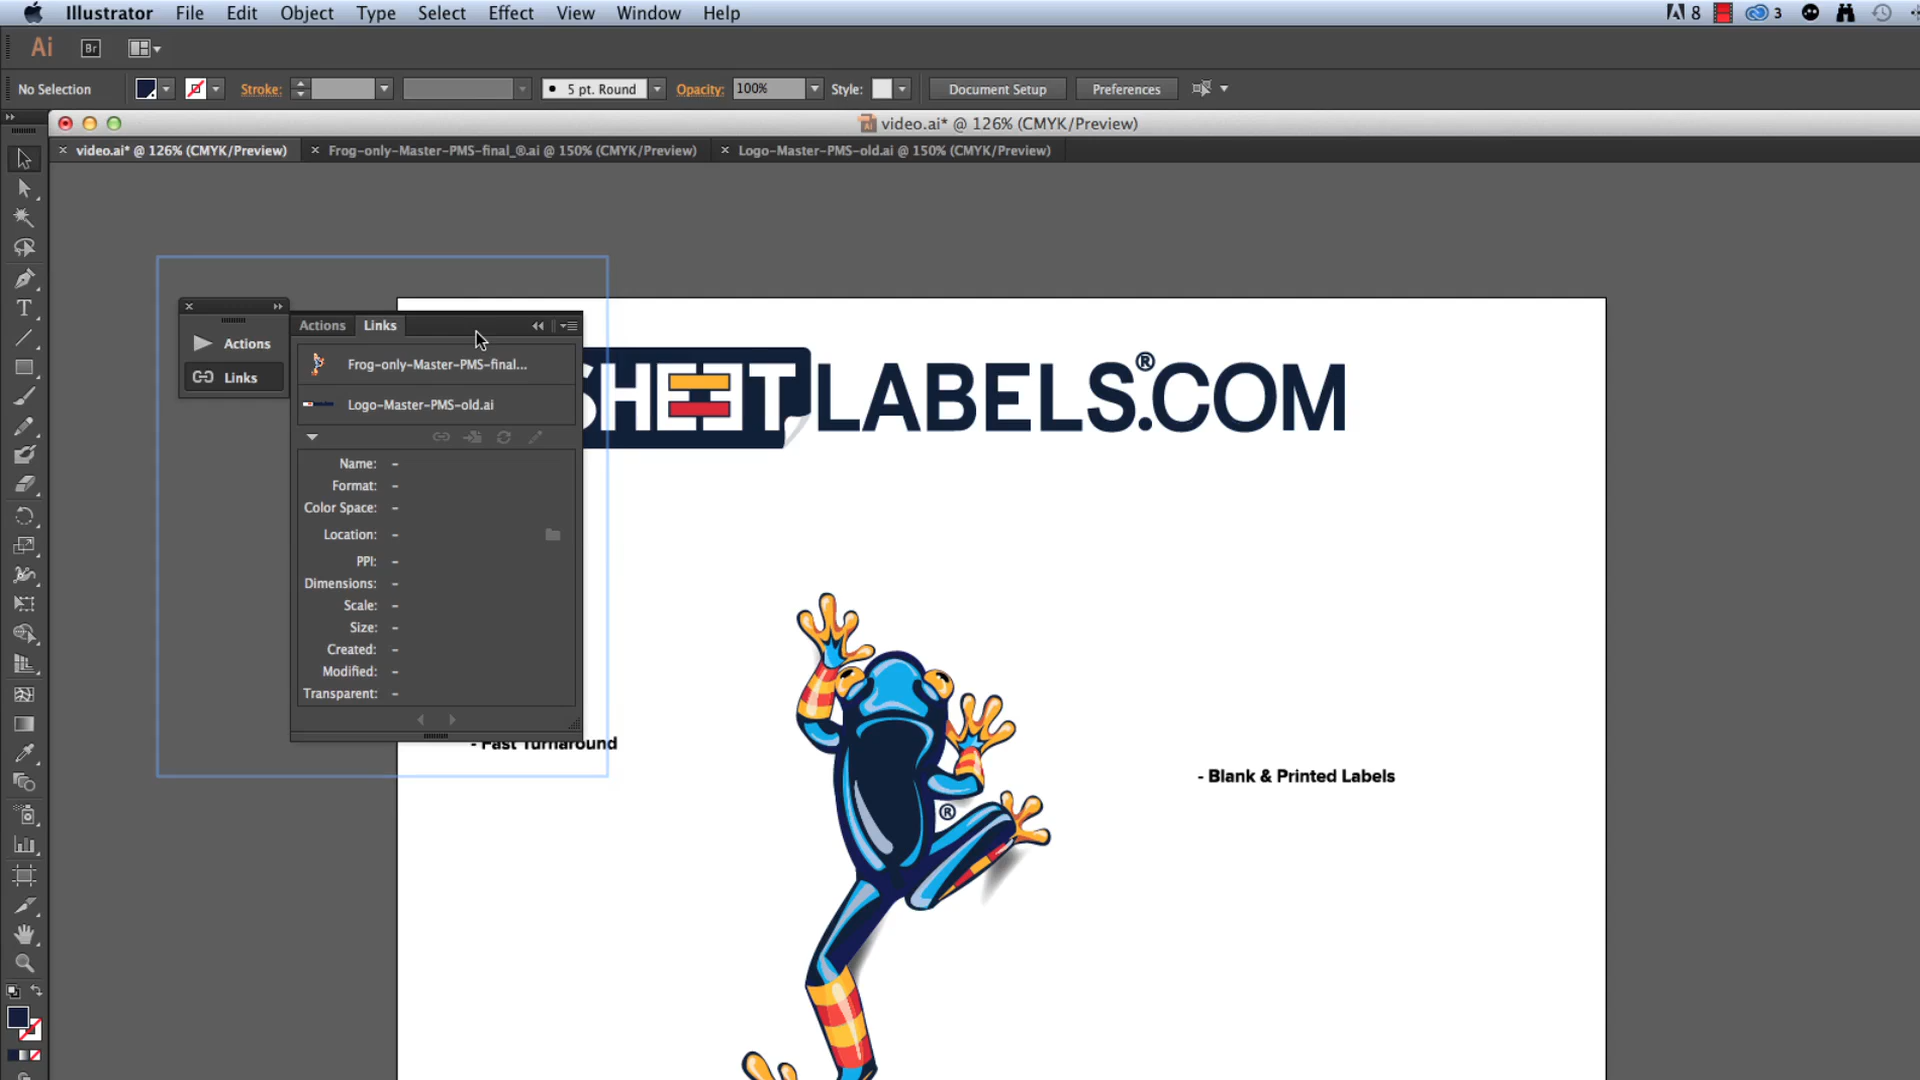 Illustrator File Edit Object Type Select Effect View Window Help 8 3
Ai Br
No Selection Stroke: 5 pt. Round Opacity: 100% Style: Document Setup Preferences
video.ai* @ 126% (CMYK/Preview)
× video.ai* @ 126% (CMYK/Preview) × Frog-only-Master-PMS-final_®.ai @ 150% (CMYK/Preview) × Logo-Master-PMS-old.ai @ 150% (CMYK/Preview)
Actions Links
Actions
Links
Frog-only-Master-PMS-final...
Logo-Master-PMS-old.ai
SHEETLABELS®.COM
Name: –
Format: –
Color Space: –
Location: –
PPI: –
Dimensions: –
Scale: –
Size: –
Created: –
Modified: –
Transparent: –
- Fast Turnaround
- Blank & Printed Labels
®